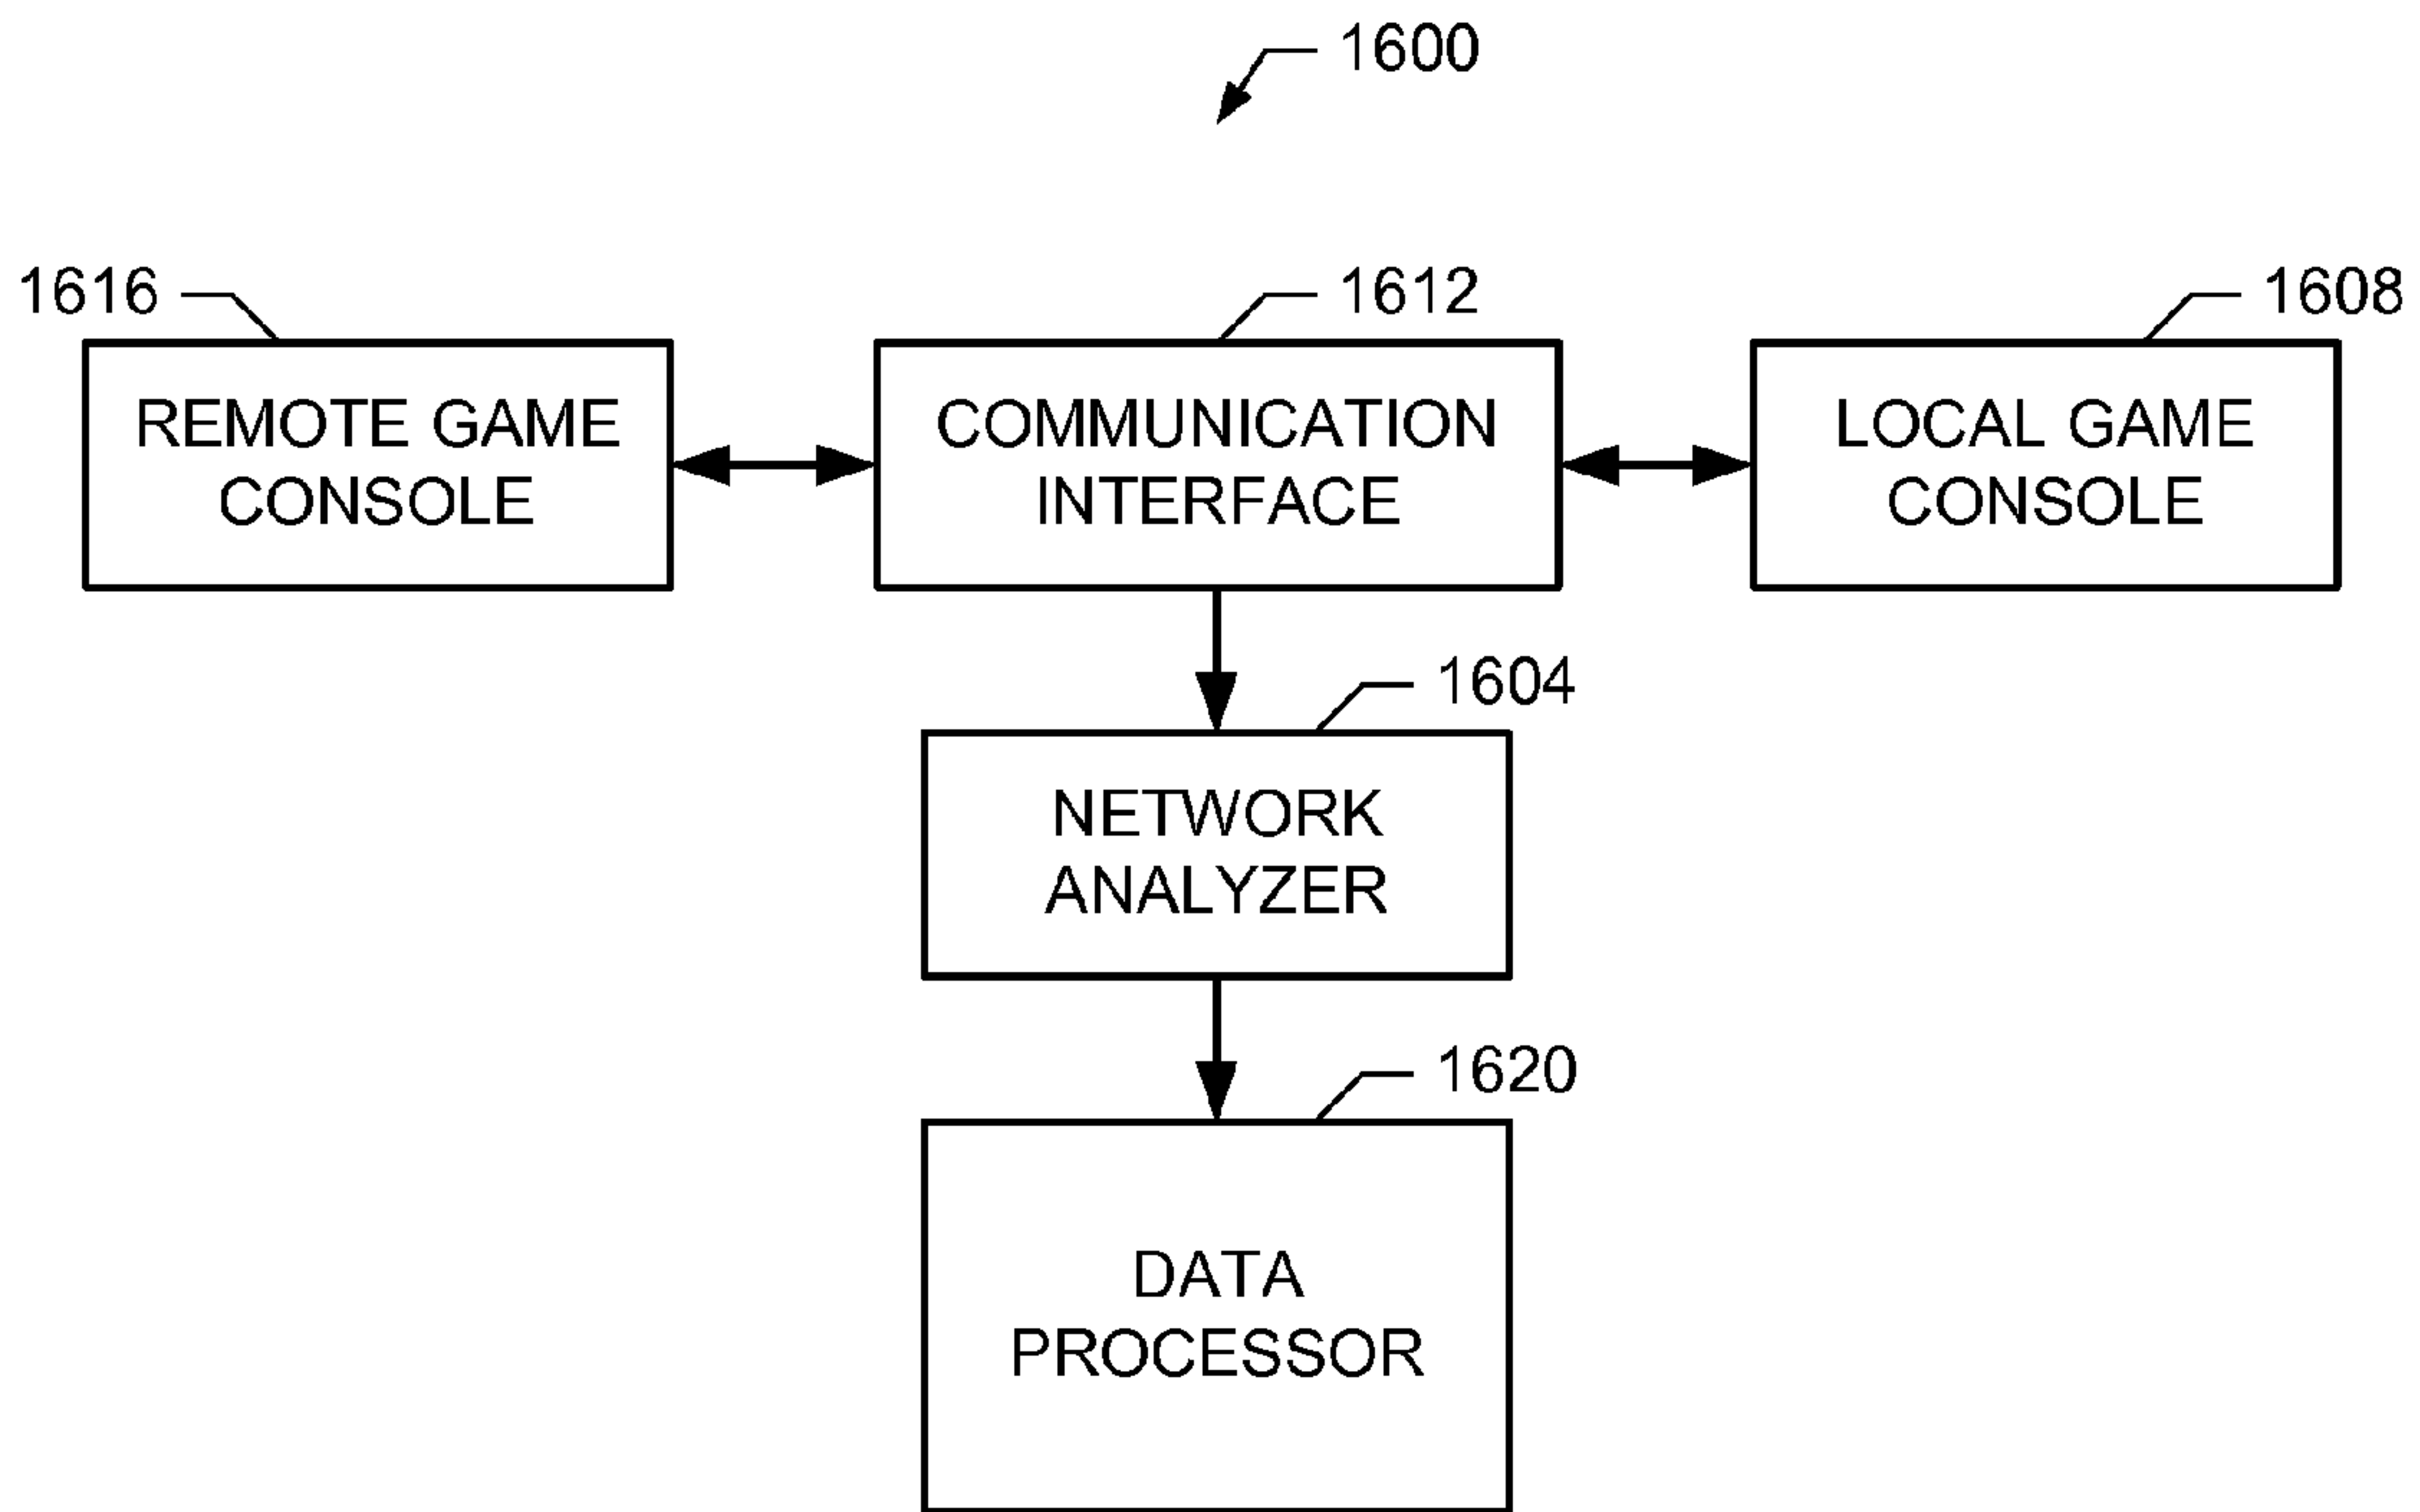 1600
1616
1612
1608
REMOTE GAME
CONSOLE
COMMUNICATION
INTERFACE
LOCAL GAME
CONSOLE
1604
NETWORK
ANALYZER
1620
DATA
PROCESSOR